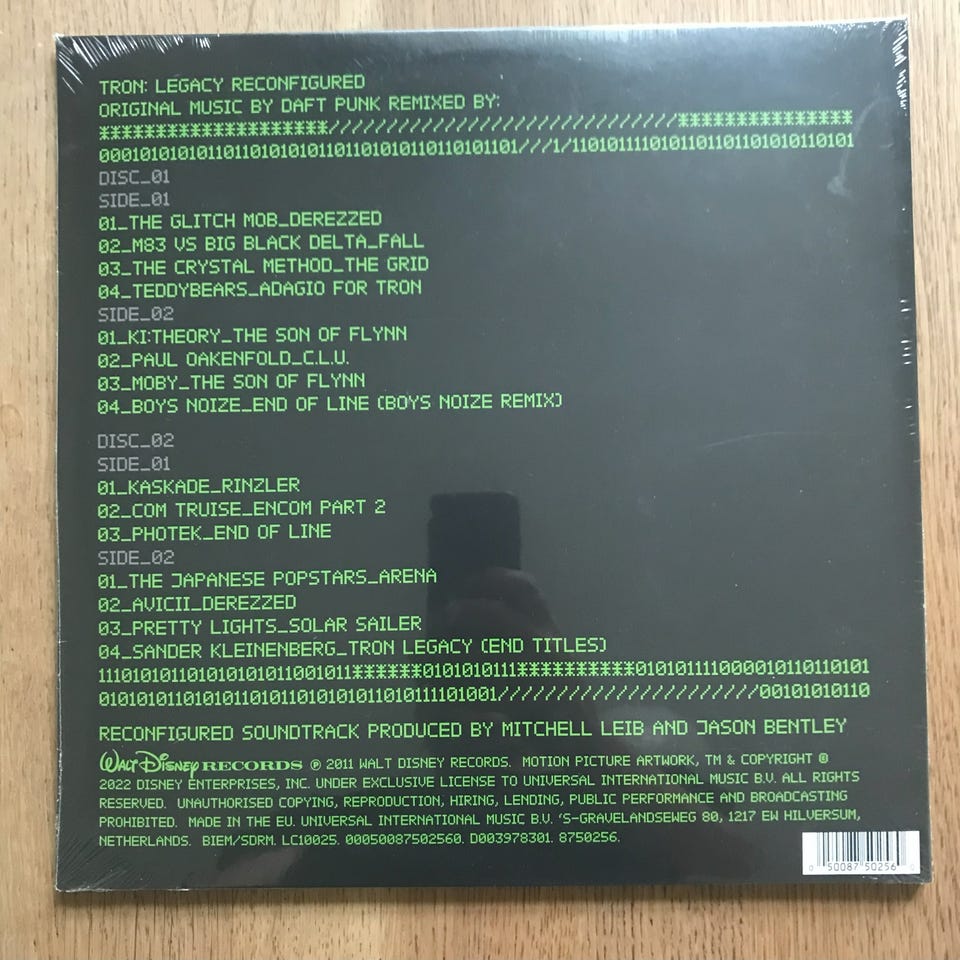 TRON: LEGACY RECONFIGURED
ORIGINAL MUSIC BY DAFT PUNK REMIXED BY:
DISC_01
SIDE_01
01_THE GLITCH MOB_DEREZZED
02_M83 VS BIG BLACK DELTA_FALL
03_THE CRYSTAL METHOD_THE GRID
04_TEDDYBEARS_ADAGIO FOR TRON
SIDE_02
01_KI:THEORY_THE SON OF FLYNN
02_PAUL OAKENFOLD_C.L.U.
03_MOBY_THE SON OF FLYNN
04_BOYS NOIZE_END OF LINE (BOYS NOIZE REMIX)
DISC_02
SIDE_01
01_KASKADE_RINZLER
02_COM TRUISE_ENCOM PART 2
03_PHOTEK_END OF LINE
SIDE_02
01_THE JAPANESE POPSTARS_ARENA
02_AVICII_DEREZZED
03_PRETTY LIGHTS_SOLAR SAILER
04_SANDER KLEINENBERG_TRON LEGACY (END TITLES)
RECONFIGURED SOUNDTRACK PRODUCED BY MITCHELL LEIB AND JASON BENTLEY
WALT DISNEY RECORDS ℗ 2011 WALT DISNEY RECORDS. MOTION PICTURE ARTWORK, TM & COPYRIGHT ©
2022 DISNEY ENTERPRISES, INC. UNDER EXCLUSIVE LICENSE TO UNIVERSAL INTERNATIONAL MUSIC B.V. ALL RIGHTS
RESERVED. UNAUTHORISED COPYING, REPRODUCTION, HIRING, LENDING, PUBLIC PERFORMANCE AND BROADCASTING
PROHIBITED. MADE IN THE EU. UNIVERSAL INTERNATIONAL MUSIC B.V. 'S-GRAVELANDSEWEG 80, 1217 EW HILVERSUM,
NETHERLANDS. BIEM/SDRM. LC10025. 00050087502560. D003978301. 8750256.
0 50087 50256 0